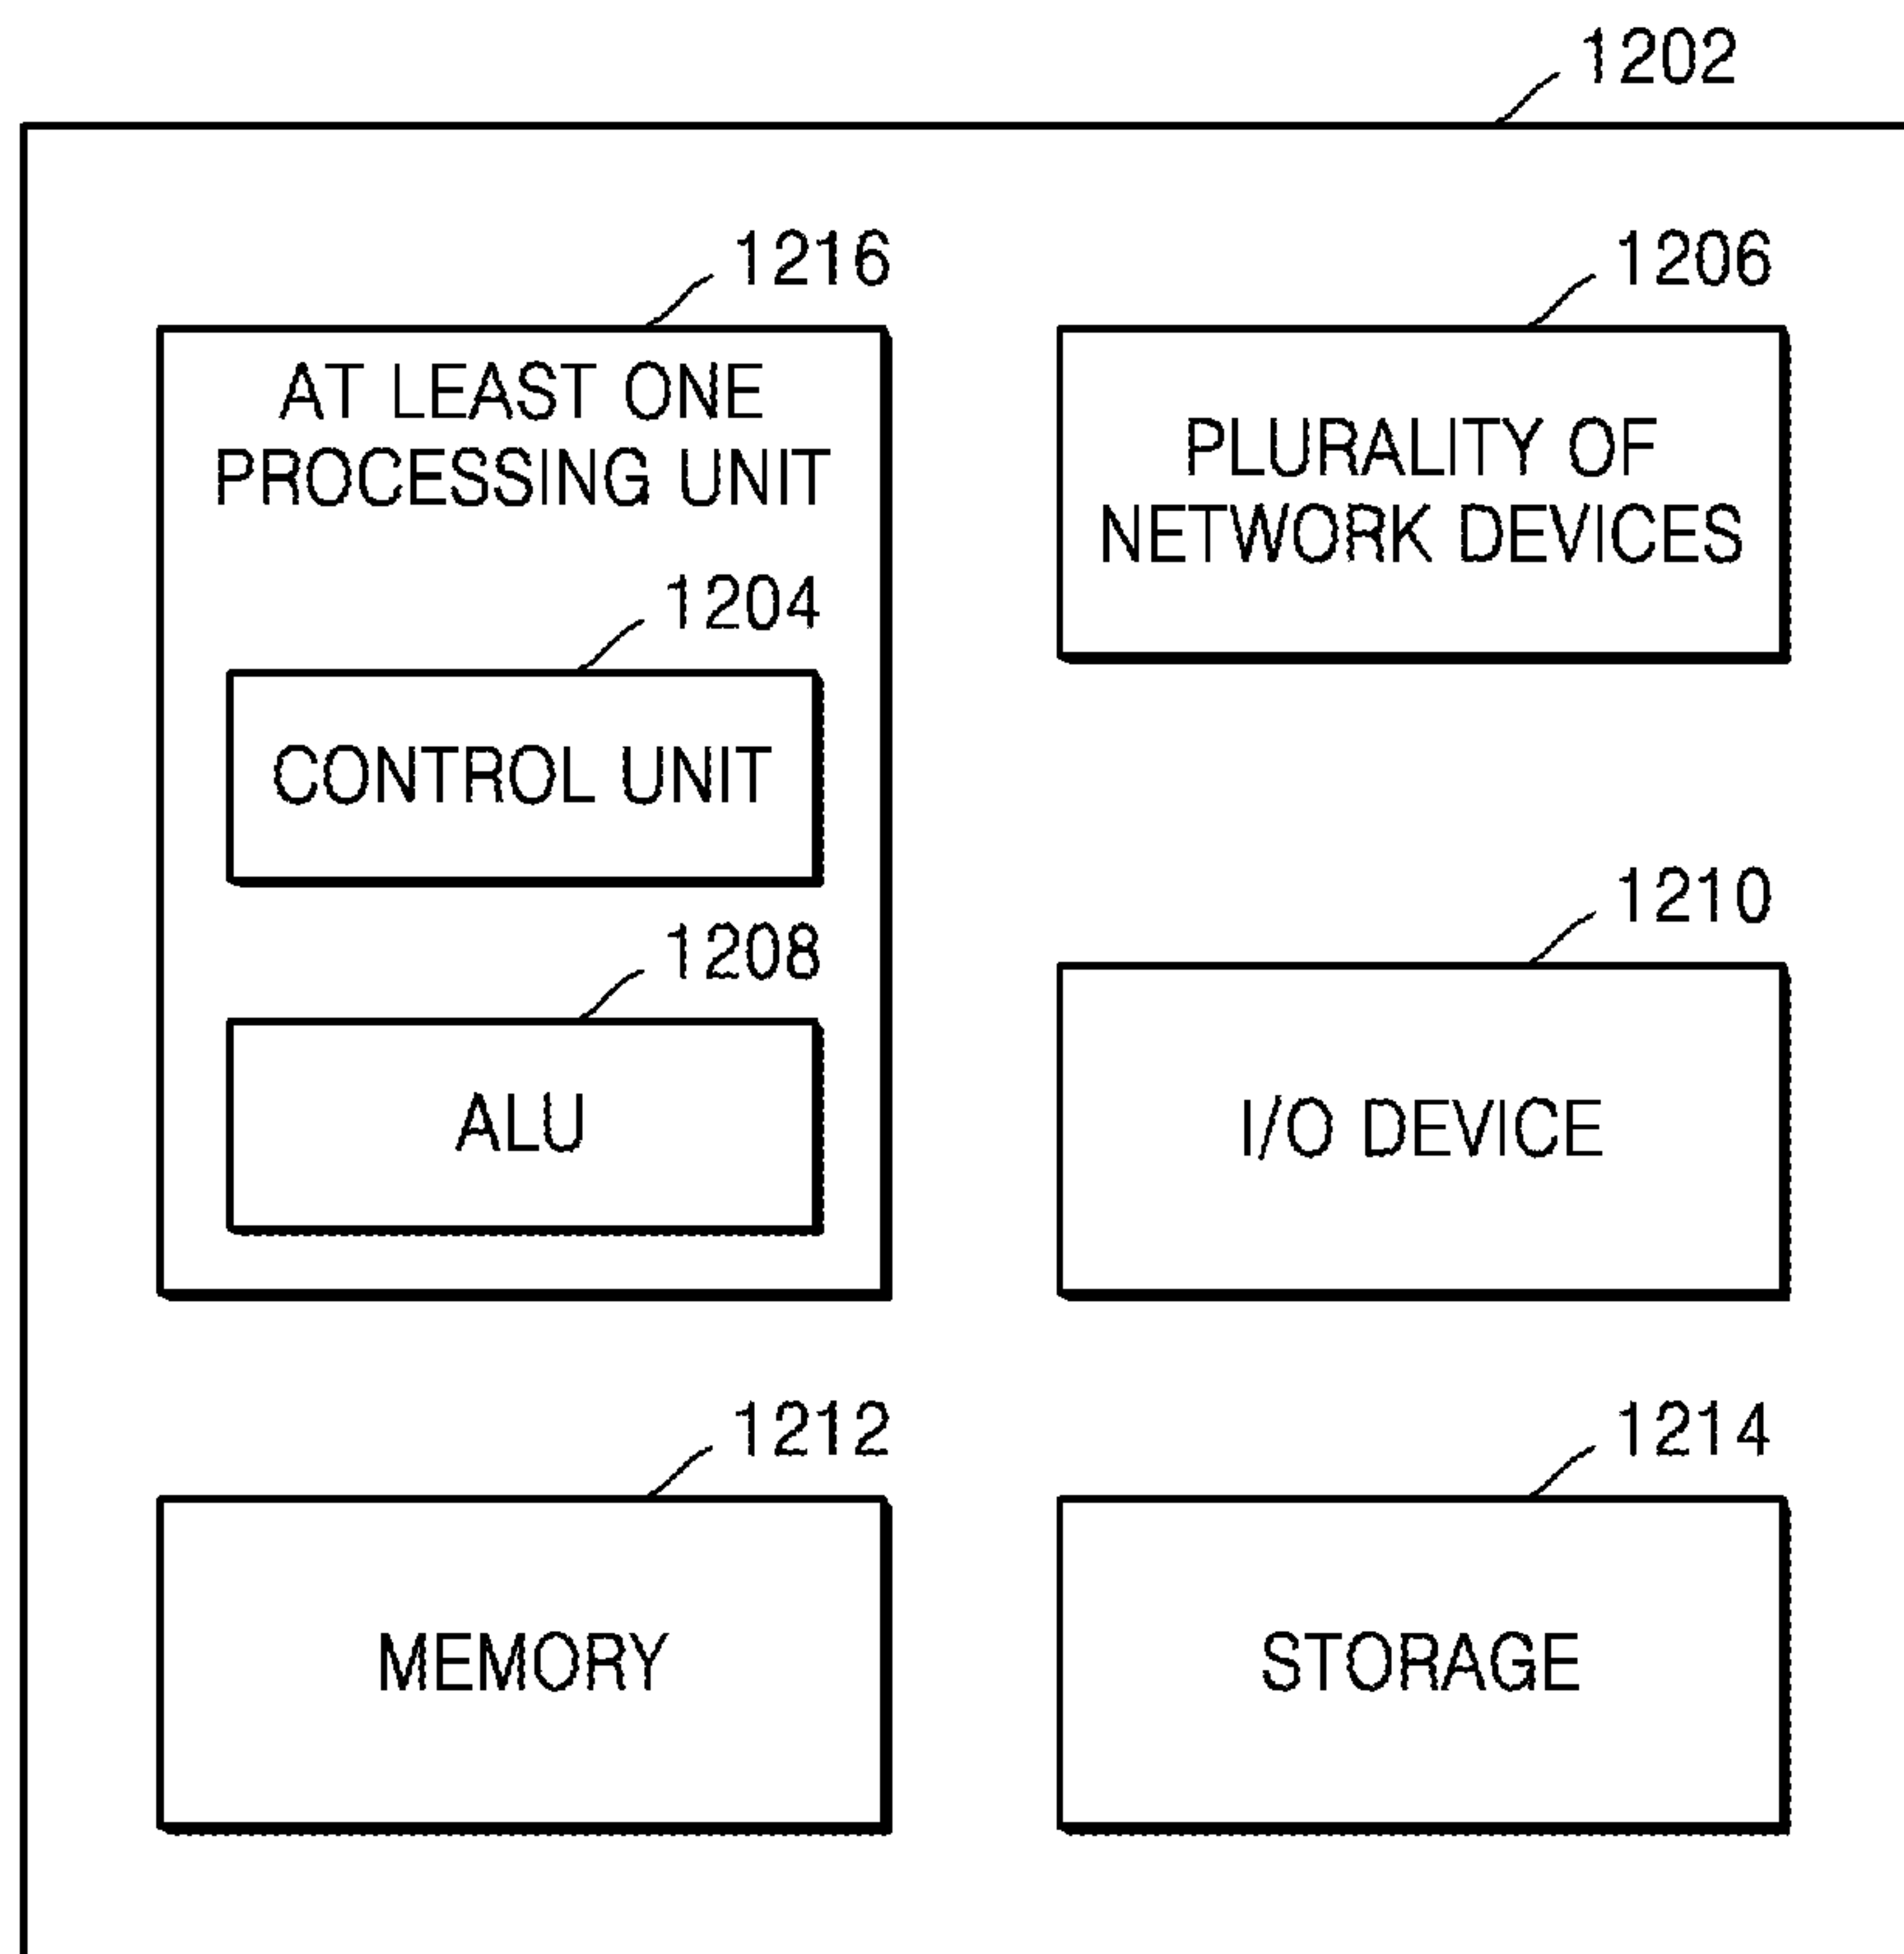 1202
1216
AT LEAST ONE
PROCESSING UNIT
1204
CONTROL UNIT
1208
ALU
1206
PLURALITY OF
NETWORK DEVICES
1210
I/O DEVICE
1212
MEMORY
1214
STORAGE